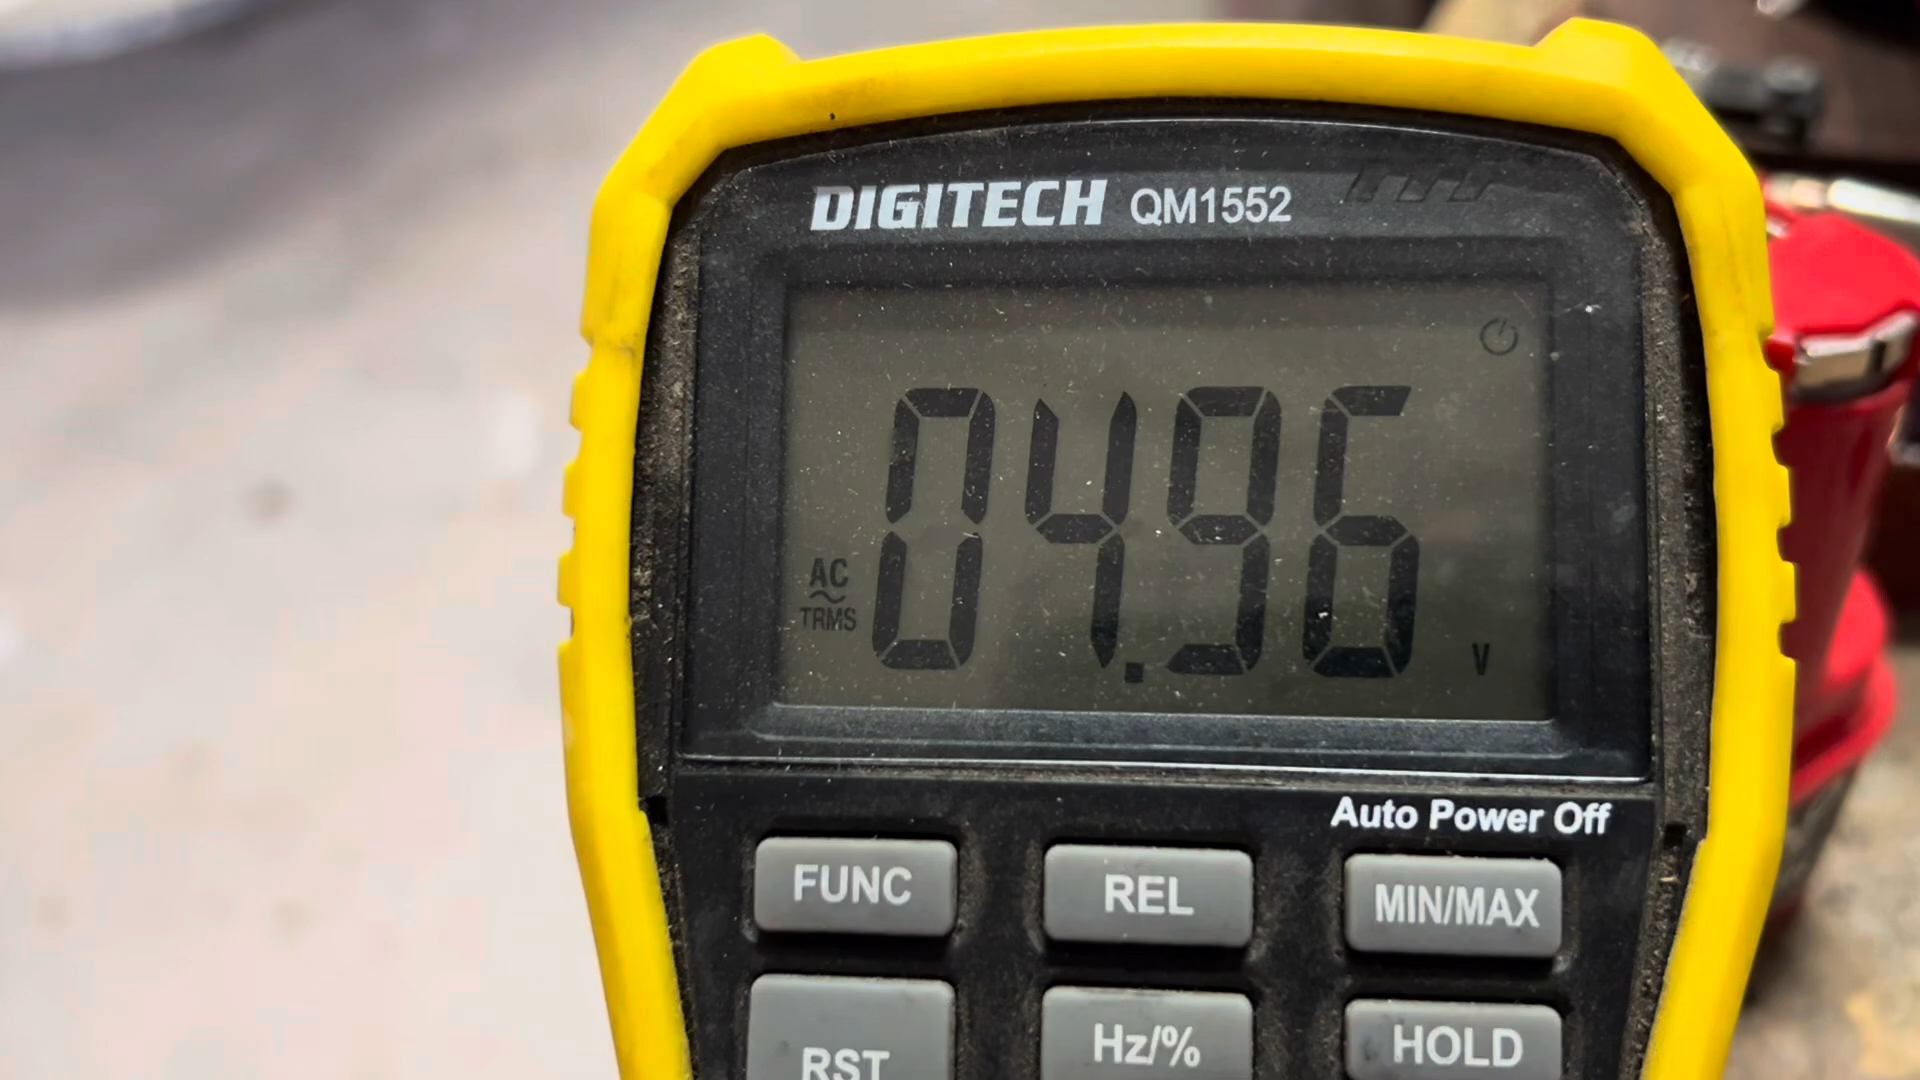 DIGITECH QM1552
04.96
AC
TRMS
V
Auto Power Off
FUNC REL MIN/MAX
RST Hz/% HOLD